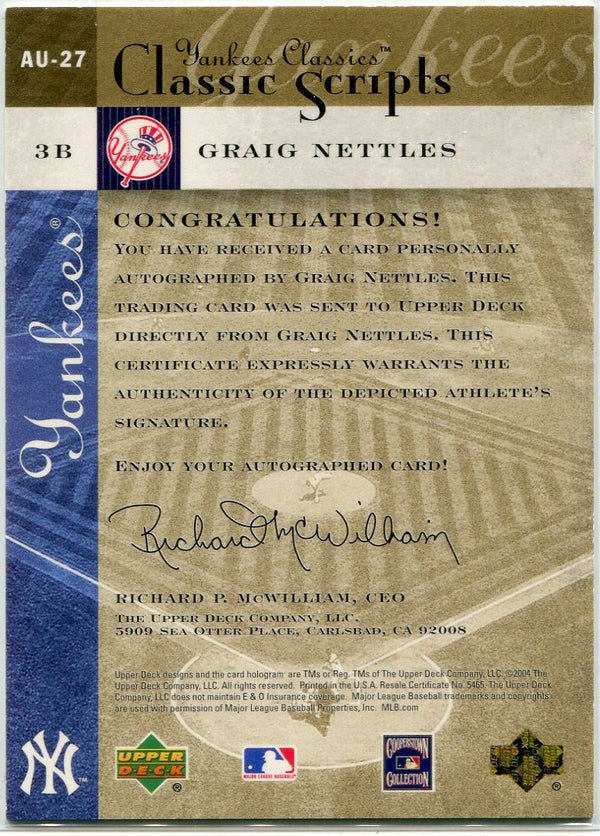 Yankees
AU-27
Yankees Classics™
Classic Scripts
3B
Yankees
GRAIG NETTLES
Yankees®
CONGRATULATIONS!
YOU HAVE RECEIVED A CARD PERSONALLY
AUTOGRAPHED BY GRAIG NETTLES. THIS
TRADING CARD WAS SENT TO UPPER DECK
DIRECTLY FROM GRAIG NETTLES. THIS
CERTIFICATE EXPRESSLY WARRANTS THE
AUTHENTICITY OF THE DEPICTED ATHLETE'S
SIGNATURE.
ENJOY YOUR AUTOGRAPHED CARD!
Richard McWilliam
RICHARD P. MCWILLIAM, CEO
THE UPPER DECK COMPANY, LLC.
5909 SEA OTTER PLACE, CARLSBAD, CA 92008
Upper Deck designs and the card hologram are TMs or Reg. TMs of The Upper Deck Company, LLC. ©2004 The
Upper Deck Company, LLC. All rights reserved. Printed in the U.S.A. Resale Certificate No. 5465. The Upper Deck
Company, LLC does not maintain E & O Insurance coverage. Major League Baseball trademarks and copyrights
are used with permission of Major League Baseball Properties, Inc. MLB.com
NY™
UPPER
DECK®
MAJOR LEAGUE BASEBALL®
COOPERSTOWN
COLLECTION®
®